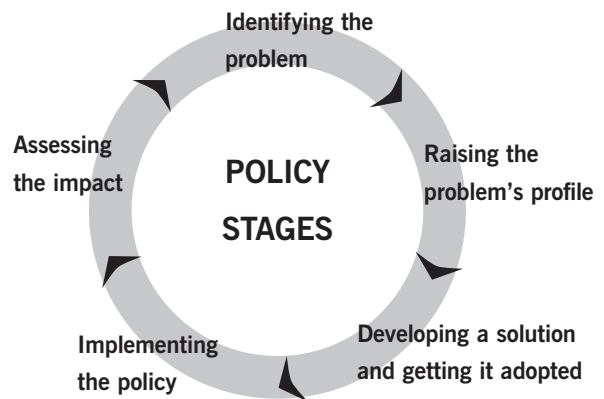 Identifying the
problem
Raising the
problem's profile
Developing a solution
and getting it adopted
Implementing
the policy
Assessing
the impact
POLICY
STAGES